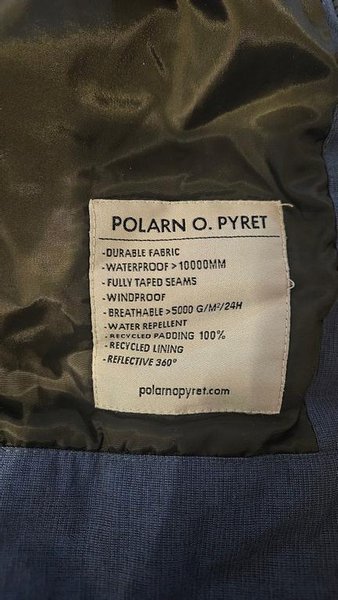 POLARN O. PYRET
-DURABLE FABRIC
-WATERPROOF >10000MM
-FULLY TAPED SEAMS
-WINDPROOF
-BREATHABLE >5000 G/M²/24H
-WATER REPELLENT
-RECYCLED PADDING 100%
-RECYCLED LINING
-REFLECTIVE 360°
polarnopyret.com